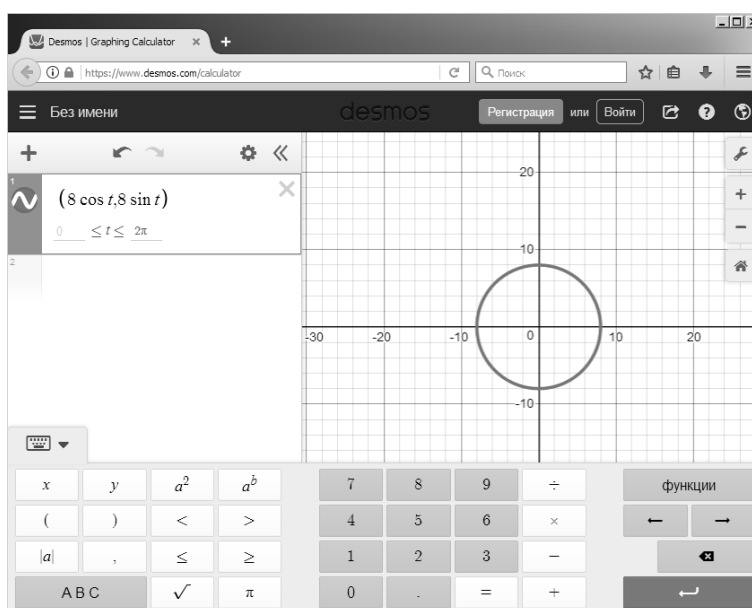 Desmos | Graphing Calculator × +
https://www.desmos.com/calculator
Поиск
Без имени
desmos
Регистрация или Войти
1
(8 cos t,8 sin t)
0 ≤ t ≤ 2π
2
20
10
-30 -20 -10 0 10 20
-10
x y a² aᵇ 7 8 9 ÷ функции
( ) < > 4 5 6 × ← →
|a| , ≤ ≥ 1 2 3 −
A B C √ π 0 . = +